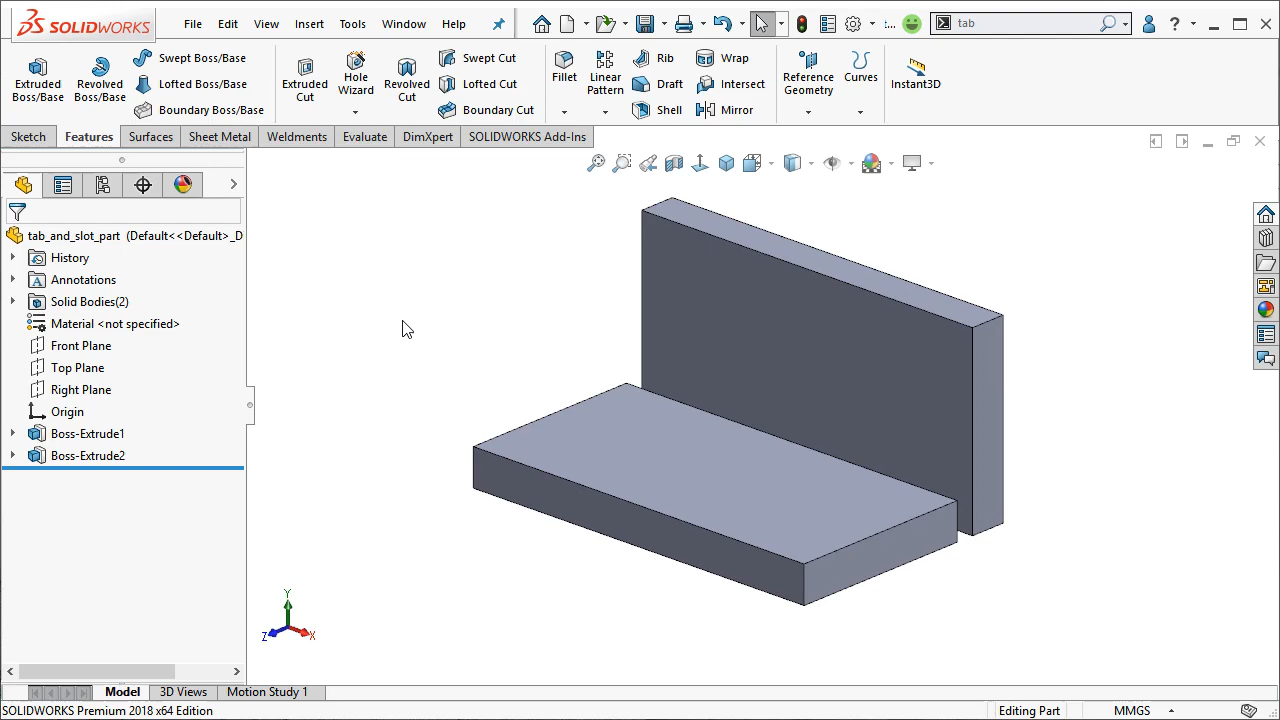 SOLIDWORKS File Edit View Insert Tools Window Help ...: tab ?
Extruded Boss/Base
Revolved Boss/Base
Swept Boss/Base
Lofted Boss/Base
Boundary Boss/Base
Extruded Cut
Hole Wizard
Revolved Cut
Swept Cut
Lofted Cut
Boundary Cut
Fillet
Linear Pattern
Rib
Draft
Shell
Wrap
Intersect
Mirror
Reference Geometry
Curves
Instant3D
Sketch Features Surfaces Sheet Metal Weldments Evaluate DimXpert SOLIDWORKS Add-Ins
tab_and_slot_part (Default<<Default>_D
History
Annotations
Solid Bodies(2)
Material <not specified>
Front Plane
Top Plane
Right Plane
Origin
Boss-Extrude1
Boss-Extrude2
Y
Z X
Model 3D Views Motion Study 1
SOLIDWORKS Premium 2018 x64 Edition Editing Part MMGS